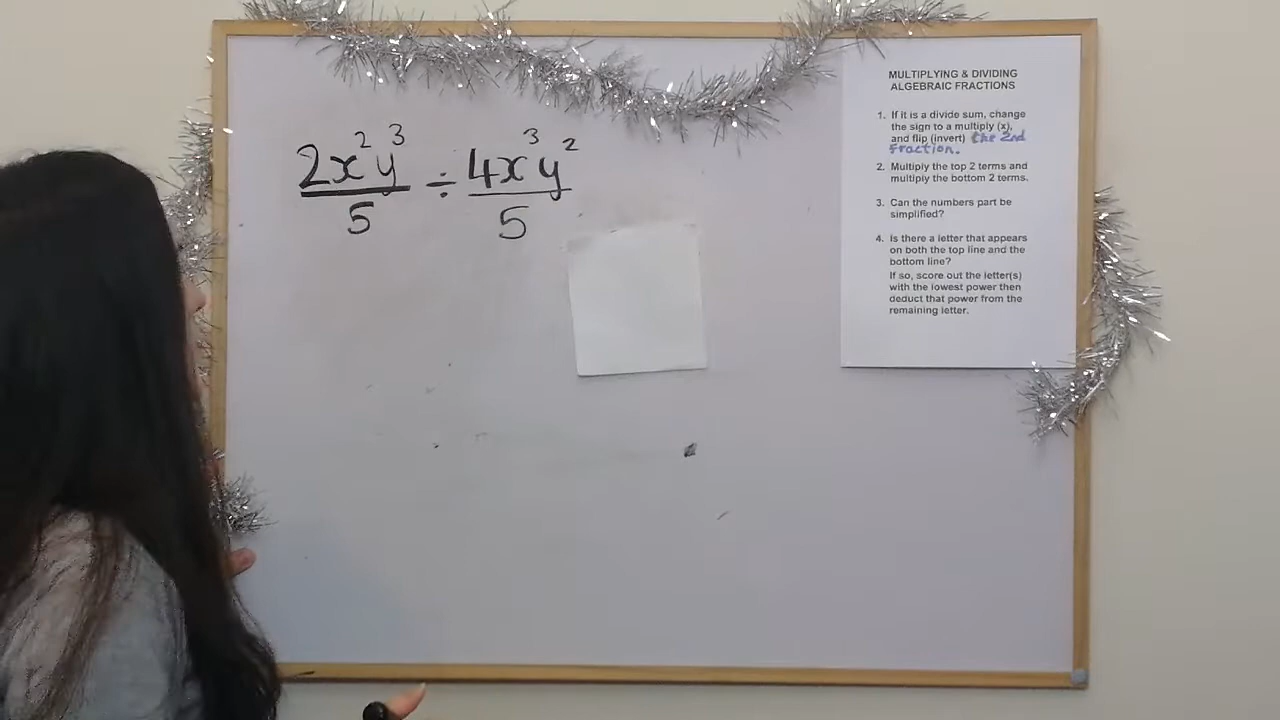 2x²y³ ÷ 4x³y²
5 5
MULTIPLYING & DIVIDING
ALGEBRAIC FRACTIONS
1. If it is a divide sum, change
the sign to a multiply (x),
and flip (invert) the 2nd
Fraction.
2. Multiply the top 2 terms and
multiply the bottom 2 terms.
3. Can the numbers part be
simplified?
4. Is there a letter that appears
on both the top line and the
bottom line?
If so, score out the letter(s)
with the lowest power then
deduct that power from the
remaining letter.